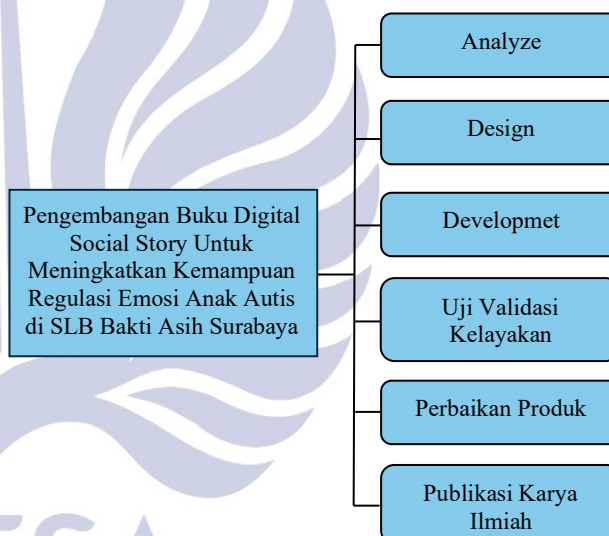 Analyze
Design
Developmet
Pengembangan Buku Digital
Social Story Untuk
Meningkatkan Kemampuan
Regulasi Emosi Anak Autis
di SLB Bakti Asih Surabaya
Uji Validasi
Kelayakan
Perbaikan Produk
Publikasi Karya
Ilmiah